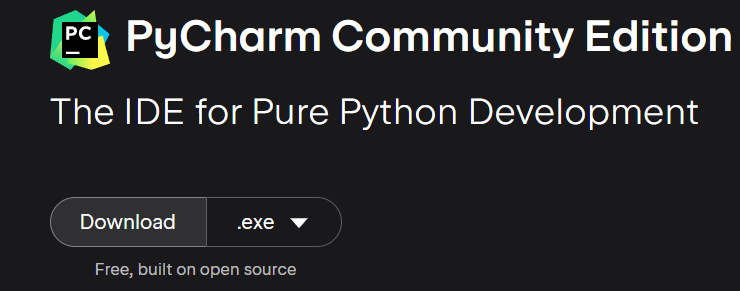 PC
PyCharm Community Edition
The IDE for Pure Python Development
Download .exe
Free, built on open source